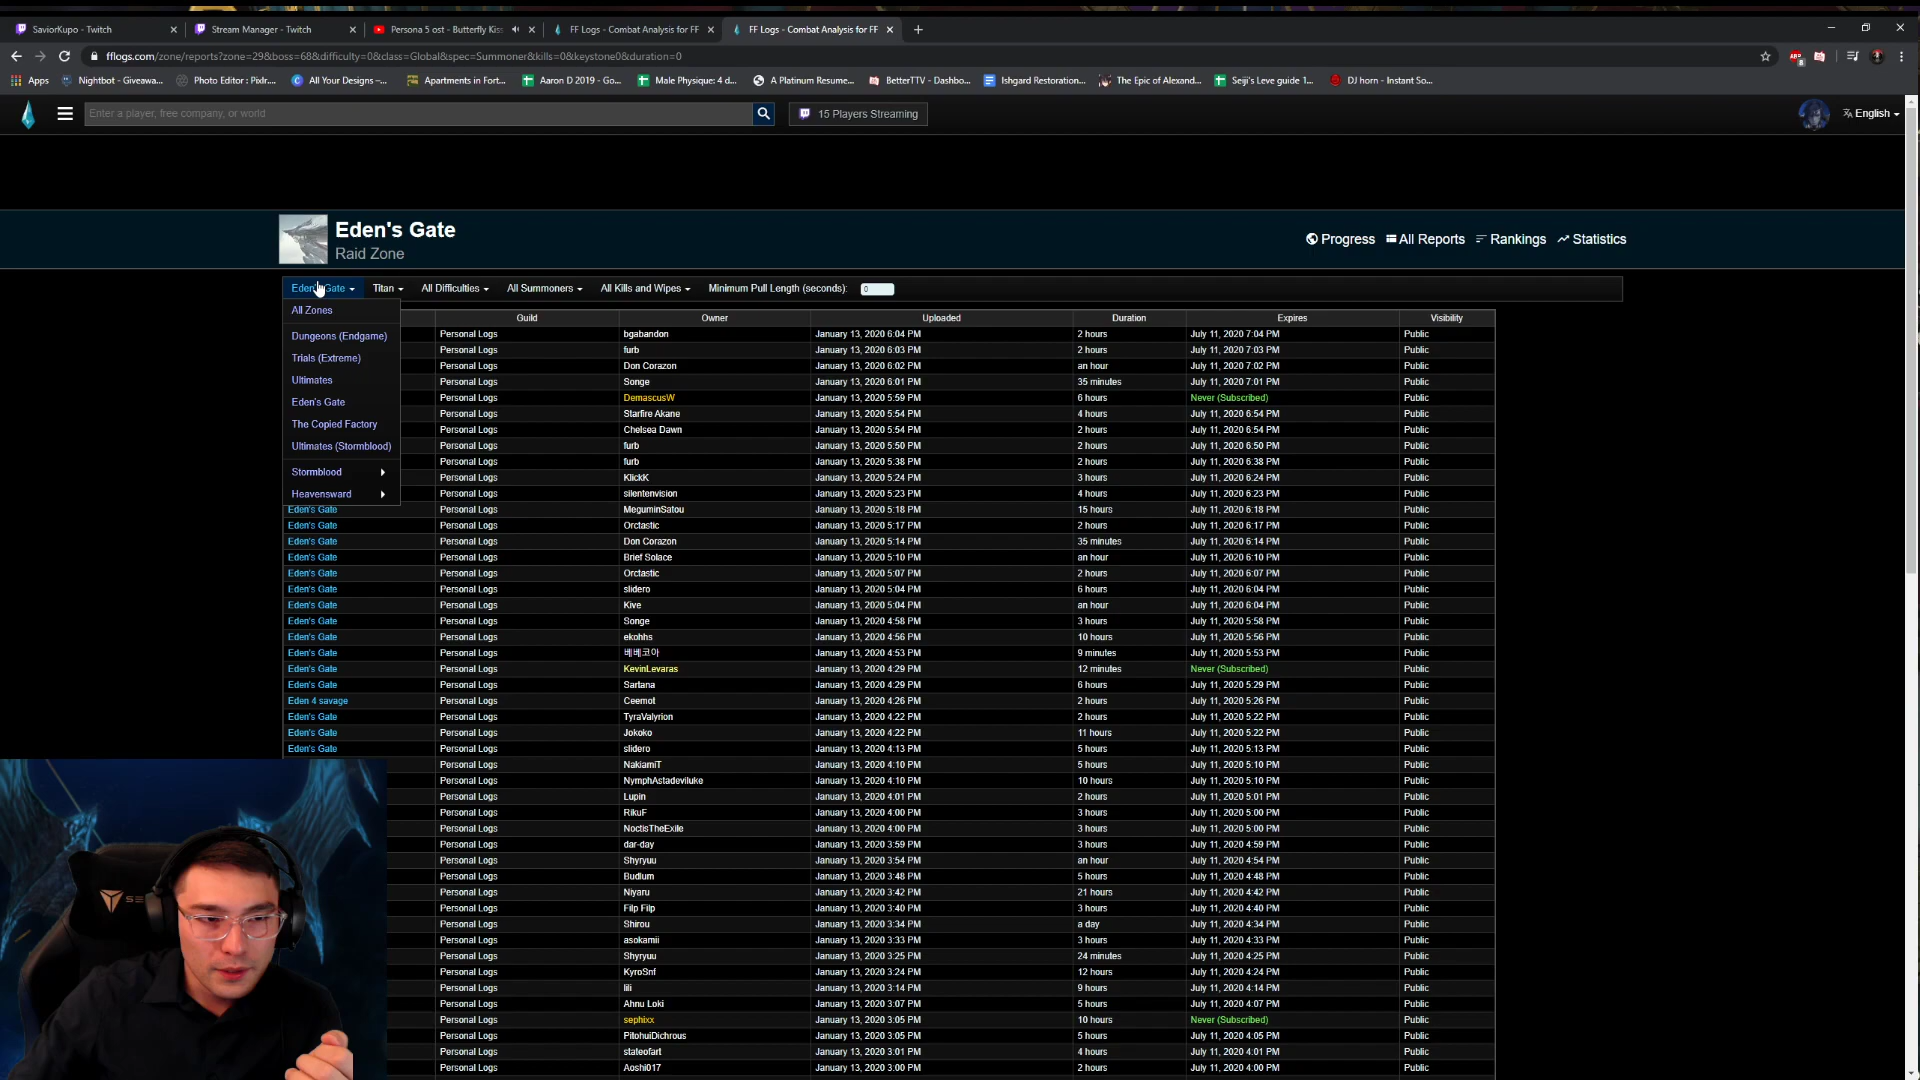 SaviorKupo - Twitch
Stream Manager - Twitch
Persona 5 ost - Butterfly Kiss
FF Logs - Combat Analysis for FF
FF Logs - Combat Analysis for FF
fflogs.com/zone/reports?zone=29&boss=68&difficulty=0&class=Global&spec=Summoner&kills=0&keystone0&duration=0
Apps Nightbot - Giveawa... Photo Editor : Pixlr... All Your Designs –... Apartments in Fort... Aaron D 2019 - Go... Male Physique: 4 d... A Platinum Resume... BetterTTV - Dashbo... Ishgard Restoration... The Epic of Alexand... Seiji's Leve guide 1... DJ horn - Instant So...
Enter a player, free company, or world
15 Players Streaming
English
Eden's Gate
Raid Zone
Progress All Reports Rankings Statistics
Eden's Gate Titan All Difficulties All Summoners All Kills and Wipes Minimum Pull Length (seconds): 0
All Zones
Dungeons (Endgame)
Trials (Extreme)
Ultimates
Eden's Gate
The Copied Factory
Ultimates (Stormblood)
Stormblood
Heavensward
Guild Owner Uploaded Duration Expires Visibility
Personal Logs bgabandon January 13, 2020 6:04 PM 2 hours July 11, 2020 7:04 PM Public
Personal Logs furb January 13, 2020 6:03 PM 2 hours July 11, 2020 7:03 PM Public
Personal Logs Don Corazon January 13, 2020 6:02 PM an hour July 11, 2020 7:02 PM Public
Personal Logs Songe January 13, 2020 6:01 PM 35 minutes July 11, 2020 7:01 PM Public
Personal Logs DemascusW January 13, 2020 5:59 PM 6 hours Never (Subscribed) Public
Personal Logs Starfire Akane January 13, 2020 5:54 PM 4 hours July 11, 2020 6:54 PM Public
Personal Logs Chelsea Dawn January 13, 2020 5:54 PM 2 hours July 11, 2020 6:54 PM Public
Personal Logs furb January 13, 2020 5:50 PM 2 hours July 11, 2020 6:50 PM Public
Personal Logs furb January 13, 2020 5:38 PM 2 hours July 11, 2020 6:38 PM Public
Personal Logs KlickK January 13, 2020 5:24 PM 3 hours July 11, 2020 6:24 PM Public
Personal Logs silentenvision January 13, 2020 5:23 PM 4 hours July 11, 2020 6:23 PM Public
Eden's Gate Personal Logs MeguminSatou January 13, 2020 5:18 PM 15 hours July 11, 2020 6:18 PM Public
Eden's Gate Personal Logs Orctastic January 13, 2020 5:17 PM 2 hours July 11, 2020 6:17 PM Public
Eden's Gate Personal Logs Don Corazon January 13, 2020 5:14 PM 35 minutes July 11, 2020 6:14 PM Public
Eden's Gate Personal Logs Brief Solace January 13, 2020 5:10 PM an hour July 11, 2020 6:10 PM Public
Eden's Gate Personal Logs Orctastic January 13, 2020 5:07 PM 2 hours July 11, 2020 6:07 PM Public
Eden's Gate Personal Logs slidero January 13, 2020 5:04 PM 6 hours July 11, 2020 6:04 PM Public
Eden's Gate Personal Logs Kive January 13, 2020 5:04 PM an hour July 11, 2020 6:04 PM Public
Eden's Gate Personal Logs Songe January 13, 2020 4:58 PM 3 hours July 11, 2020 5:58 PM Public
Eden's Gate Personal Logs ekohhs January 13, 2020 4:56 PM 10 hours July 11, 2020 5:56 PM Public
Eden's Gate Personal Logs 베베코아 January 13, 2020 4:53 PM 9 minutes July 11, 2020 5:53 PM Public
Eden's Gate Personal Logs KevinLevaras January 13, 2020 4:29 PM 12 minutes Never (Subscribed) Public
Eden's Gate Personal Logs Sartana January 13, 2020 4:29 PM 6 hours July 11, 2020 5:29 PM Public
Eden 4 savage Personal Logs Ceemot January 13, 2020 4:26 PM 2 hours July 11, 2020 5:26 PM Public
Eden's Gate Personal Logs TyraValyrion January 13, 2020 4:22 PM 2 hours July 11, 2020 5:22 PM Public
Eden's Gate Personal Logs Jokoko January 13, 2020 4:22 PM 11 hours July 11, 2020 5:22 PM Public
Eden's Gate Personal Logs slidero January 13, 2020 4:13 PM 5 hours July 11, 2020 5:13 PM Public
Personal Logs NakiamiT January 13, 2020 4:10 PM 5 hours July 11, 2020 5:10 PM Public
Personal Logs NymphAstadeviluke January 13, 2020 4:10 PM 10 hours July 11, 2020 5:10 PM Public
Personal Logs Lupin January 13, 2020 4:01 PM 2 hours July 11, 2020 5:01 PM Public
Personal Logs RikuF January 13, 2020 4:00 PM 3 hours July 11, 2020 5:00 PM Public
Personal Logs NoctisTheExile January 13, 2020 4:00 PM 3 hours July 11, 2020 5:00 PM Public
Personal Logs dar-day January 13, 2020 3:59 PM 3 hours July 11, 2020 4:59 PM Public
Personal Logs Shyryuu January 13, 2020 3:54 PM an hour July 11, 2020 4:54 PM Public
Personal Logs Budlum January 13, 2020 3:48 PM 5 hours July 11, 2020 4:48 PM Public
Personal Logs Niyaru January 13, 2020 3:42 PM 21 hours July 11, 2020 4:42 PM Public
Personal Logs Filp Filp January 13, 2020 3:40 PM 3 hours July 11, 2020 4:40 PM Public
Personal Logs Shirou January 13, 2020 3:34 PM a day July 11, 2020 4:34 PM Public
Personal Logs asokamii January 13, 2020 3:33 PM 3 hours July 11, 2020 4:33 PM Public
Personal Logs Shyryuu January 13, 2020 3:25 PM 24 minutes July 11, 2020 4:25 PM Public
Personal Logs KyroSnf January 13, 2020 3:24 PM 12 hours July 11, 2020 4:24 PM Public
Personal Logs lili January 13, 2020 3:14 PM 9 hours July 11, 2020 4:14 PM Public
Personal Logs Ahnu Loki January 13, 2020 3:07 PM 5 hours July 11, 2020 4:07 PM Public
Personal Logs sephixx January 13, 2020 3:05 PM 10 hours Never (Subscribed) Public
Personal Logs PitohuiDichrous January 13, 2020 3:05 PM 5 hours July 11, 2020 4:05 PM Public
Personal Logs stateofart January 13, 2020 3:01 PM 4 hours July 11, 2020 4:01 PM Public
Personal Logs Aoshi017 January 13, 2020 3:00 PM 2 hours July 11, 2020 4:00 PM Public